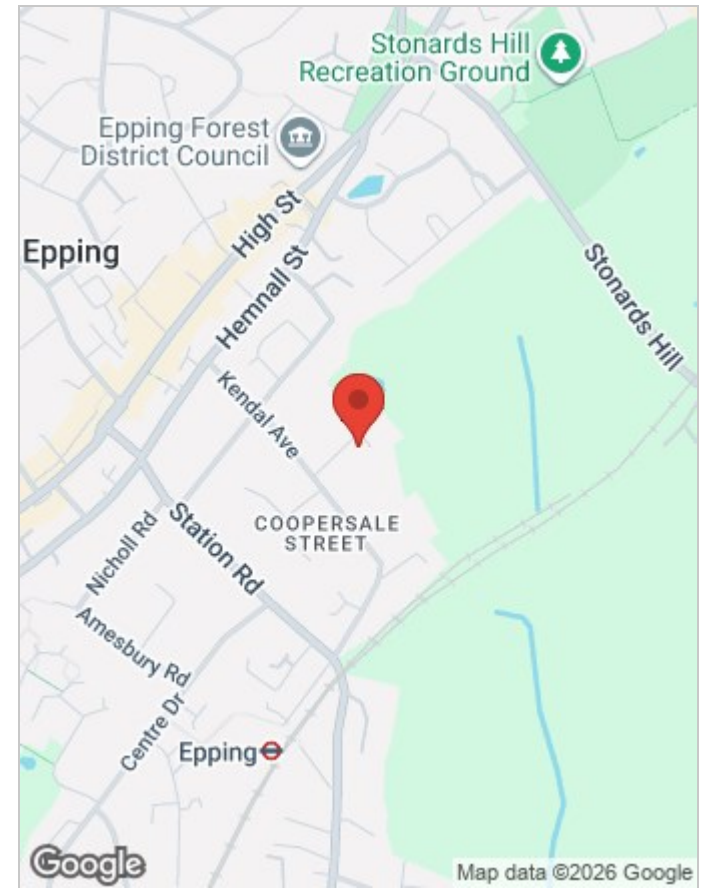 Stonards Hill
Recreation Ground
Epping Forest
District Council
High St
Epping
Hemnall St
Stonards Hill
Kendal Ave
COOPERSALE
STREET
Station Rd
Nicholl Rd
Amesbury Rd
Centre Dr
Epping
Google
Map data ©2026 Google